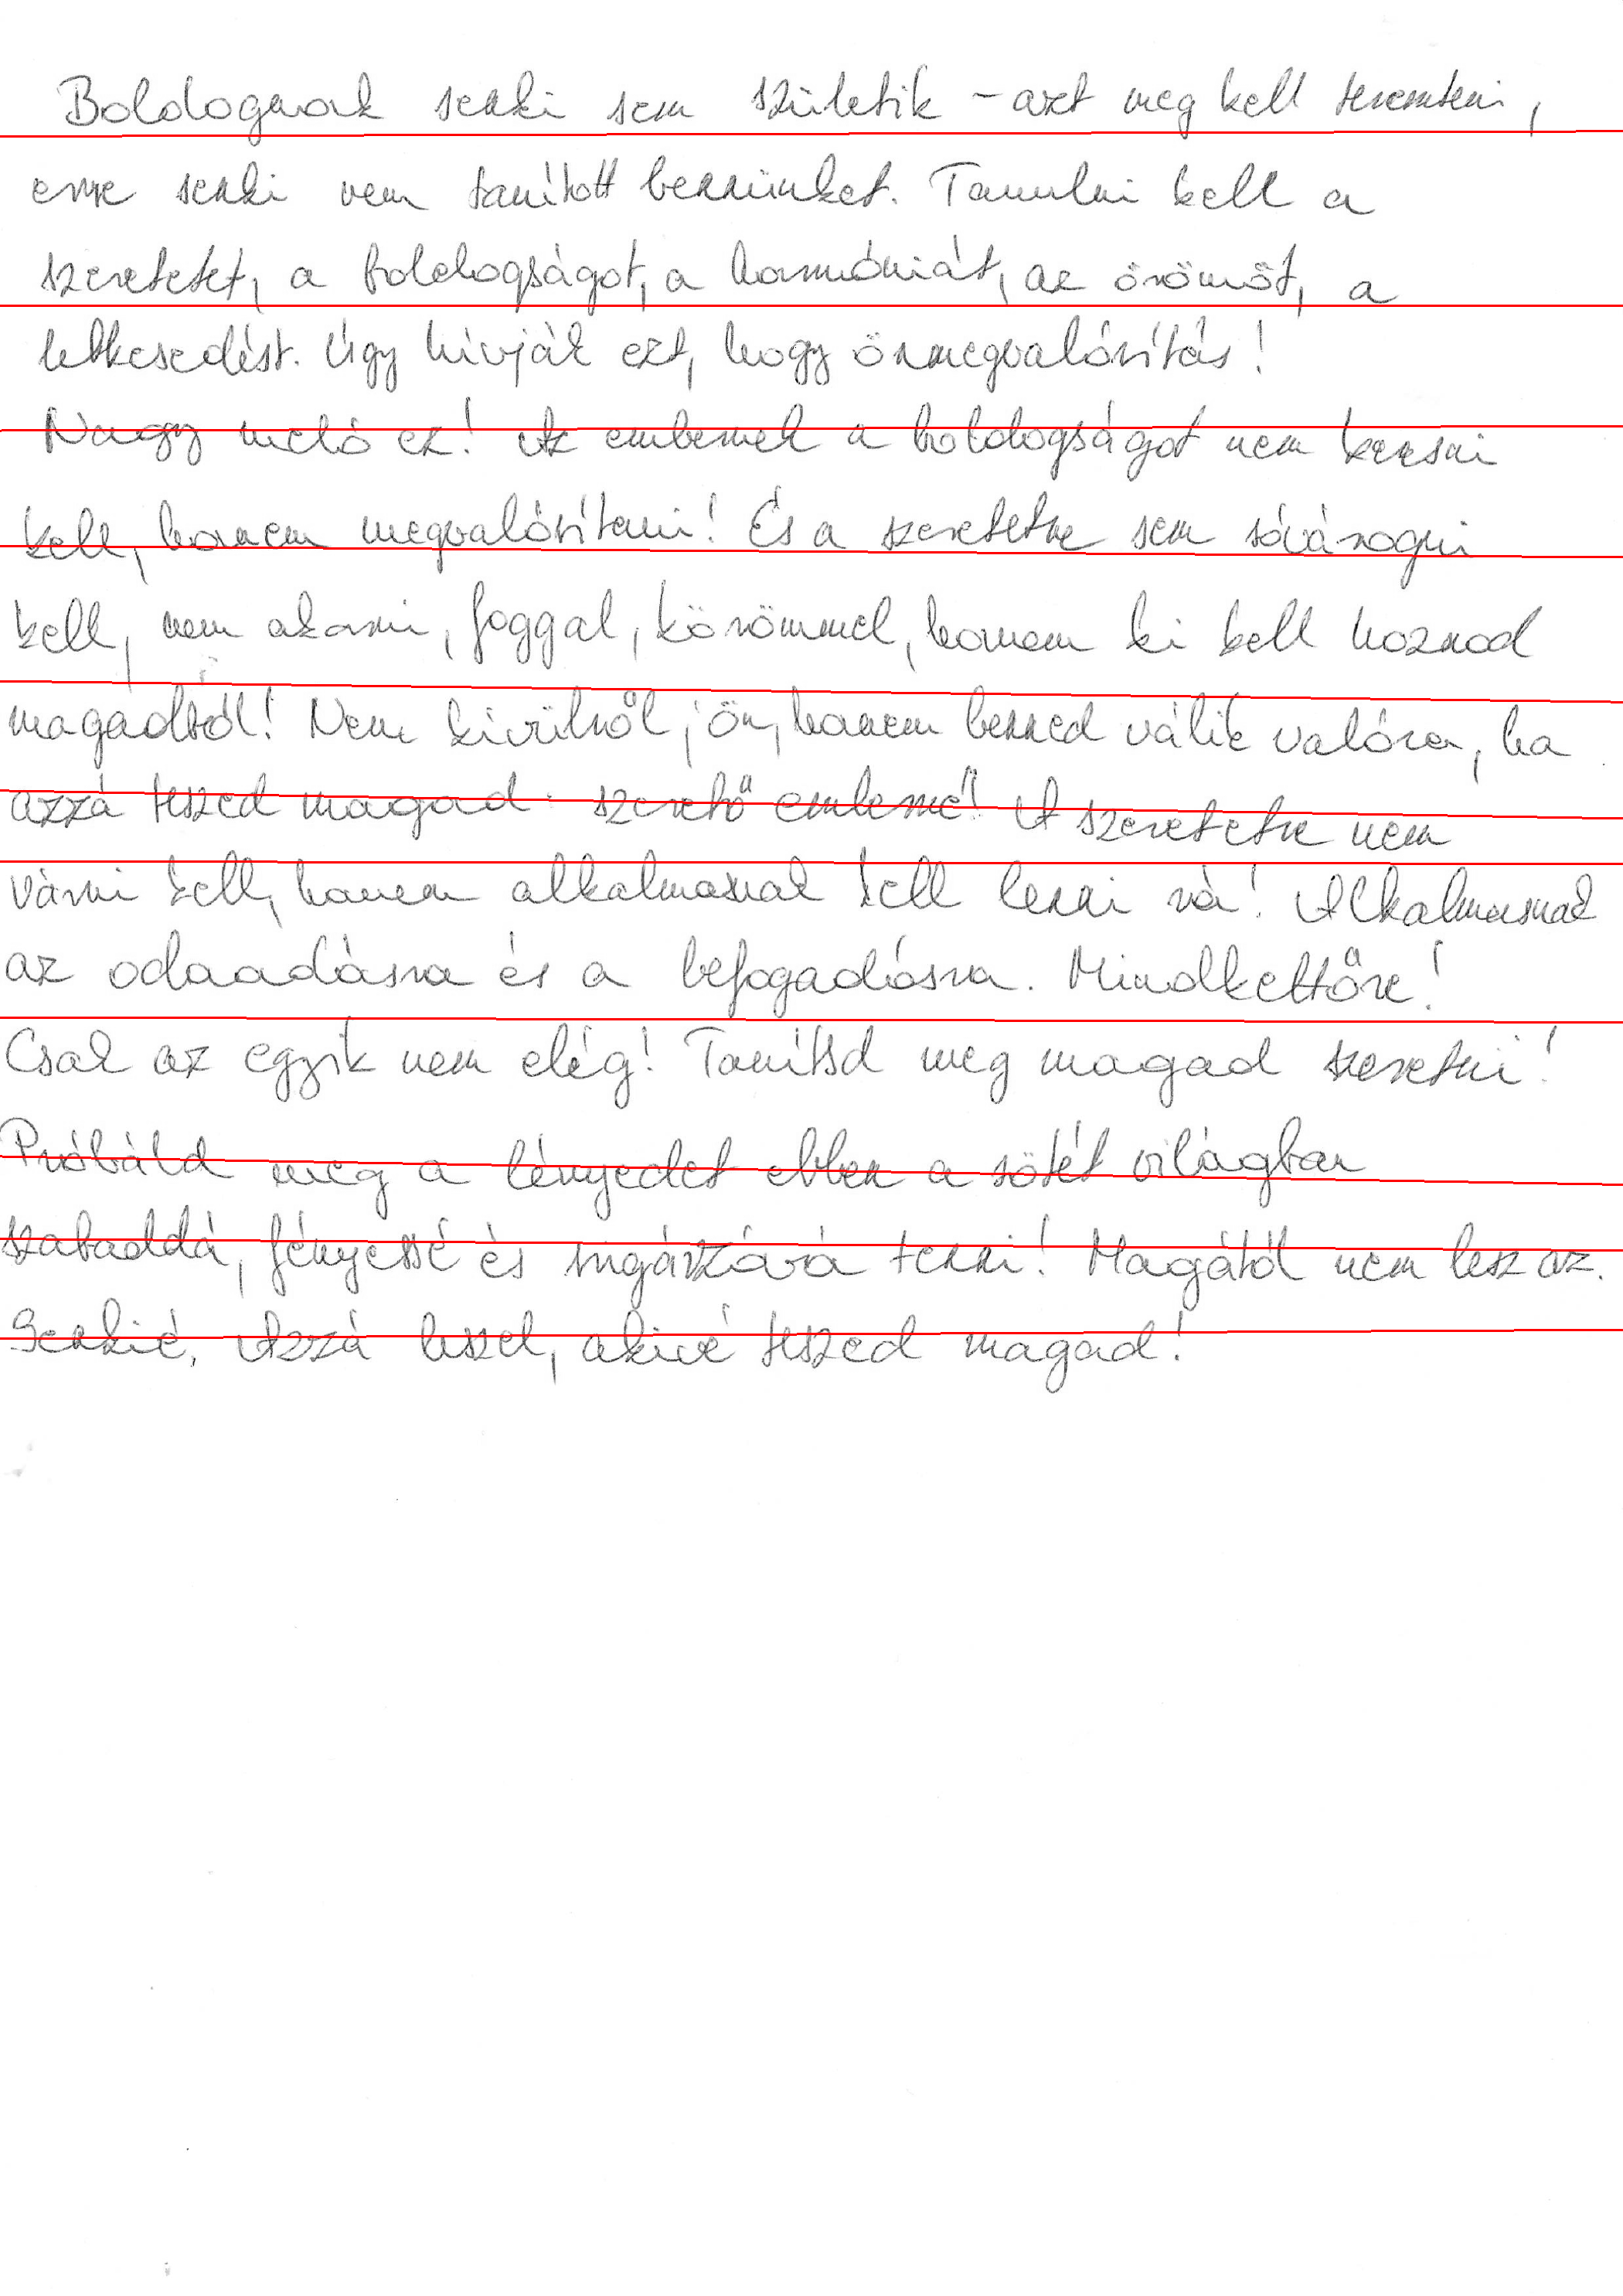 Boldognak senki sem születik – azt meg kell teremteni,
erre senki nem tanított bennünket. Tanulni kell a
szeretetet, a boldogságot, a harmóniát, az örömöt, a
lelkesedést. Úgy hívják ezt, hogy önmegvalósítás!
Nagy meló ez! Az embernek a boldogságot nem keresni
kell, hanem megvalósítani! És a szeretetre sem sóvárogni
kell, nem akarni, foggal, körömmel, hanem ki kell hoznod
magadból! Nem kívülről jön, hanem benned válik valóra, ha
azzá teszed magad: szerető emberré! A szeretetre nem
várni kell, hanem alkalmasnak kell lenni rá! Alkalmasnak
az odaadásra és a befogadásra. Mindkettőre!
Csak az egyik nem elég! Tanítsd meg magad szeretni!
Próbáld meg a lényedet ebben a sötét világban
szabaddá, fényessé és sugárzóvá tenni! Magától nem lesz az.
Senkié. Azzá leszel, akivé teszed magad!